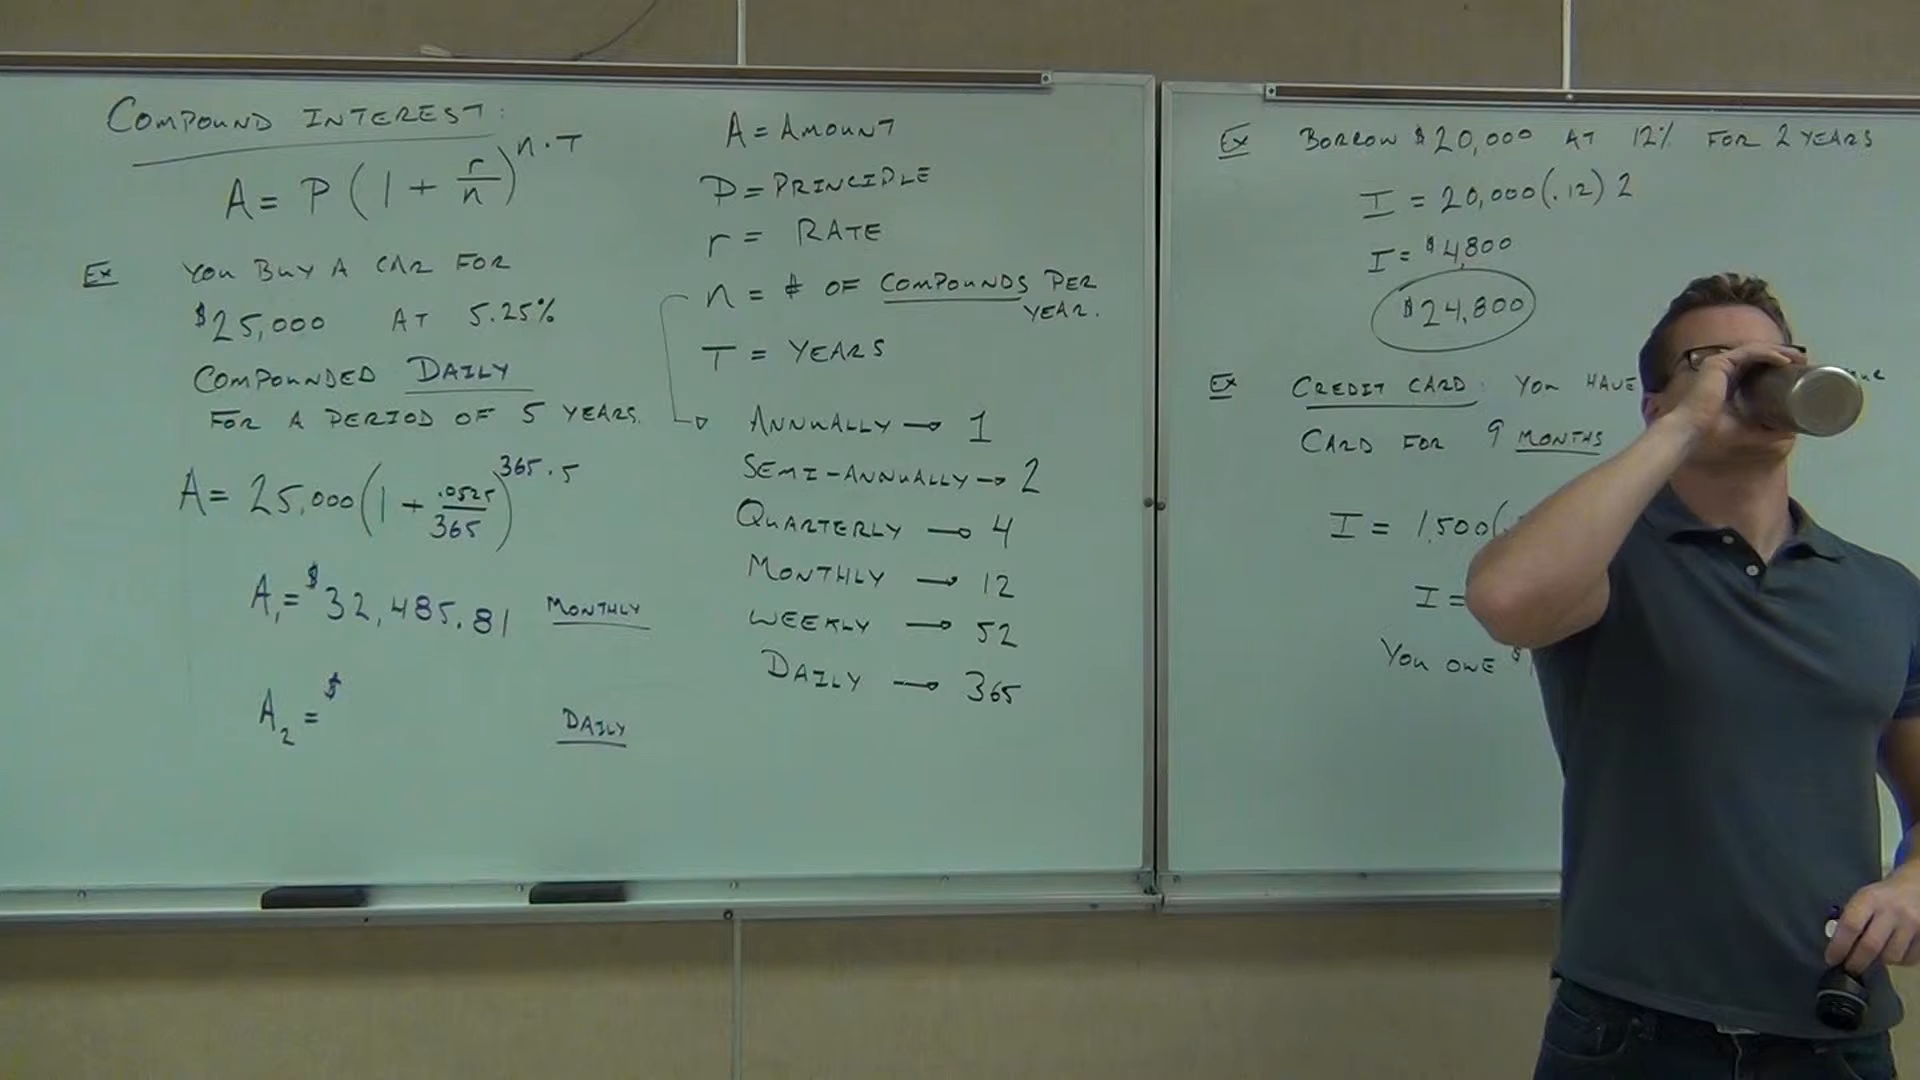 COMPOUND INTEREST:
A = P(1 + r/n)^n·T
Ex YOU BUY A CAR FOR
$25,000 AT 5.25%
COMPOUNDED DAILY
FOR A PERIOD OF 5 YEARS.
A = 25,000(1 + .0525/365)^365·5
A₁ = $32,485.81 MONTHLY
A₂ = $ DAILY
A = AMOUNT
P = PRINCIPLE
r = RATE
n = # OF COMPOUNDS PER
YEAR.
T = YEARS
ANNUALLY → 1
SEMI-ANNUALLY → 2
QUARTERLY → 4
MONTHLY → 12
WEEKLY → 52
DAILY → 365
Ex BORROW $20,000 AT 12% FOR 2 YEARS
I = 20,000(.12)2
I = $4,800
$24,800
Ex CREDIT CARD: YOU HAVE
CARD FOR 9 MONTHS
I = 1,500(
I =
YOU OWE $